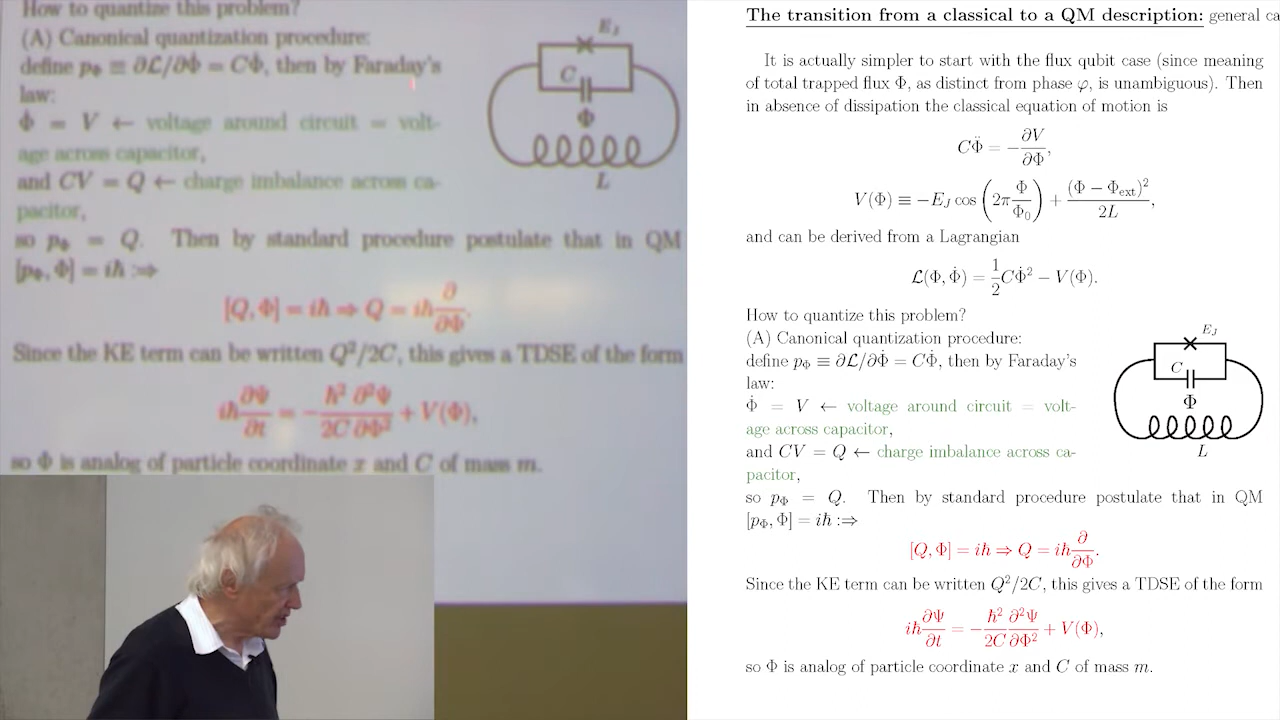 How to quantize this problem?
(A) Canonical quantization procedure:
define p_Φ ≡ ∂ℒ/∂Φ̇ = CΦ̇, then by Faraday's
law:
Φ̇ = V ← voltage around circuit = volt-
age across capacitor,
and CV = Q ← charge imbalance across ca-
pacitor,
so p_Φ = Q. Then by standard procedure postulate that in QM
[p_Φ, Φ] = iħ :⇒
[Q, Φ] = iħ ⇒ Q = iħ ∂/∂Φ.
Since the KE term can be written Q²/2C, this gives a TDSE of the form
iħ ∂Ψ/∂t = −ħ²/2C ∂²Ψ/∂Φ² + V(Φ),
so Φ is analog of particle coordinate x and C of mass m.
E_J
C
Φ
L
The transition from a classical to a QM description: general ca
It is actually simpler to start with the flux qubit case (since meaning
of total trapped flux Φ, as distinct from phase φ, is unambiguous). Then
in absence of dissipation the classical equation of motion is
CΦ̈ = −∂V/∂Φ,
V(Φ) ≡ −E_J cos (2π Φ/Φ₀) + (Φ − Φ_ext)²/2L,
and can be derived from a Lagrangian
ℒ(Φ, Φ̇) = 1/2 CΦ̇² − V(Φ).
How to quantize this problem?
(A) Canonical quantization procedure:
define p_Φ ≡ ∂ℒ/∂Φ̇ = CΦ̇, then by Faraday's
law:
Φ̇ = V ← voltage around circuit = volt-
age across capacitor,
and CV = Q ← charge imbalance across ca-
pacitor,
so p_Φ = Q. Then by standard procedure postulate that in QM
[p_Φ, Φ] = iħ :⇒
[Q, Φ] = iħ ⇒ Q = iħ ∂/∂Φ.
Since the KE term can be written Q²/2C, this gives a TDSE of the form
iħ ∂Ψ/∂t = −ħ²/2C ∂²Ψ/∂Φ² + V(Φ),
so Φ is analog of particle coordinate x and C of mass m.
E_J
C
Φ
L